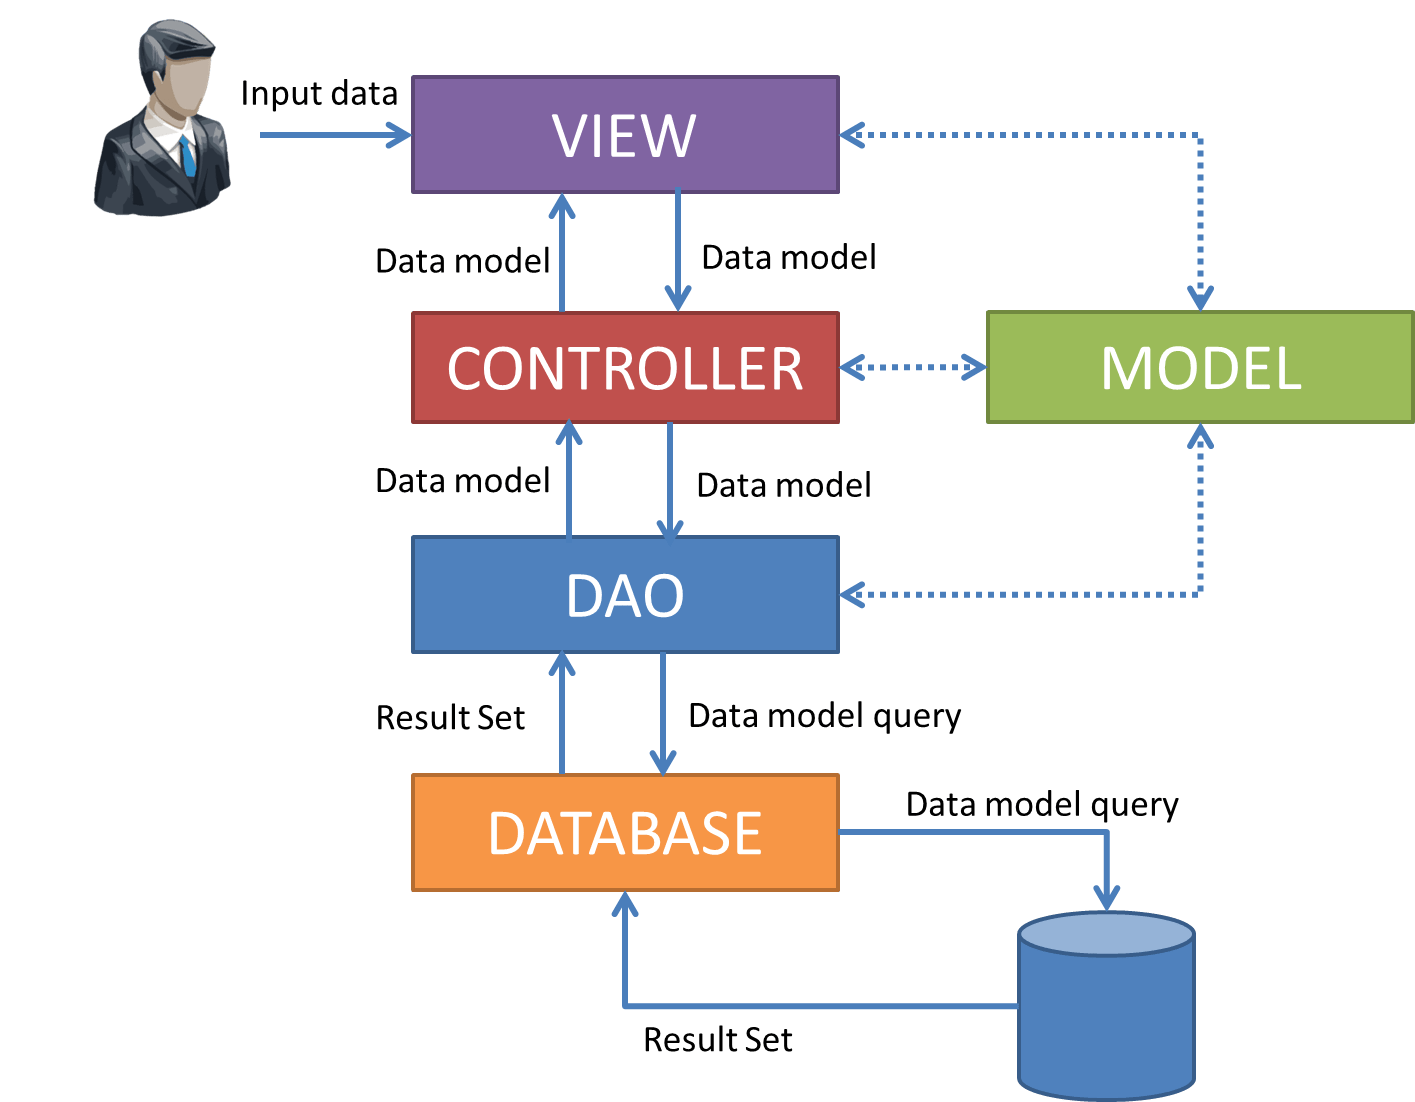 Input data
VIEW
Data model
Data model
CONTROLLER
MODEL
Data model
Data model
DAO
Result Set
Data model query
DATABASE
Data model query
Result Set